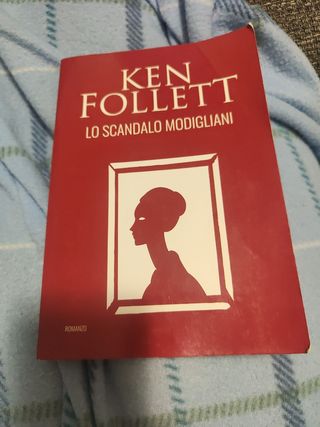 KEN
FOLLETT
LO SCANDALO MODIGLIANI
ROMANZO